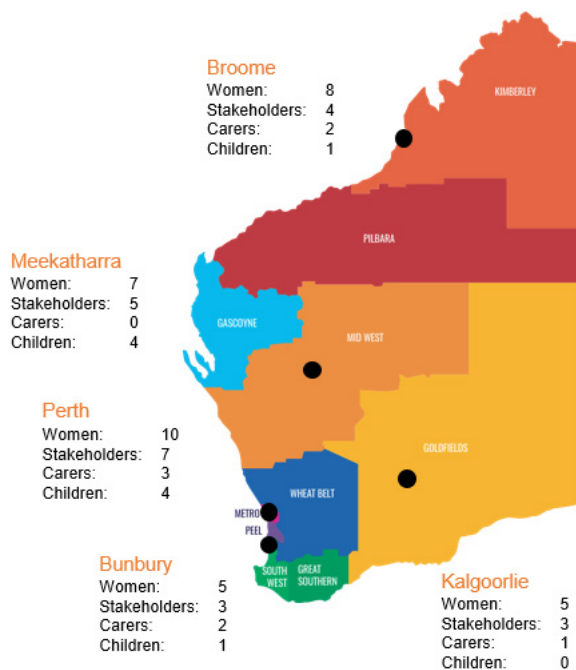 Broome
Women: 8
Stakeholders: 4
Carers: 2
Children: 1
KIMBERLEY
PILBARA
Meekatharra
Women: 7
Stakeholders: 5
Carers: 0
Children: 4
GASCOYNE
MID WEST
Perth
Women: 10
Stakeholders: 7
Carers: 3
Children: 4
GOLDFIELDS
WHEAT BELT
METRO
PEEL
SOUTH
WEST
GREAT
SOUTHERN
Bunbury
Women: 5
Stakeholders: 3
Carers: 2
Children: 1
Kalgoorlie
Women: 5
Stakeholders: 3
Carers: 1
Children: 0